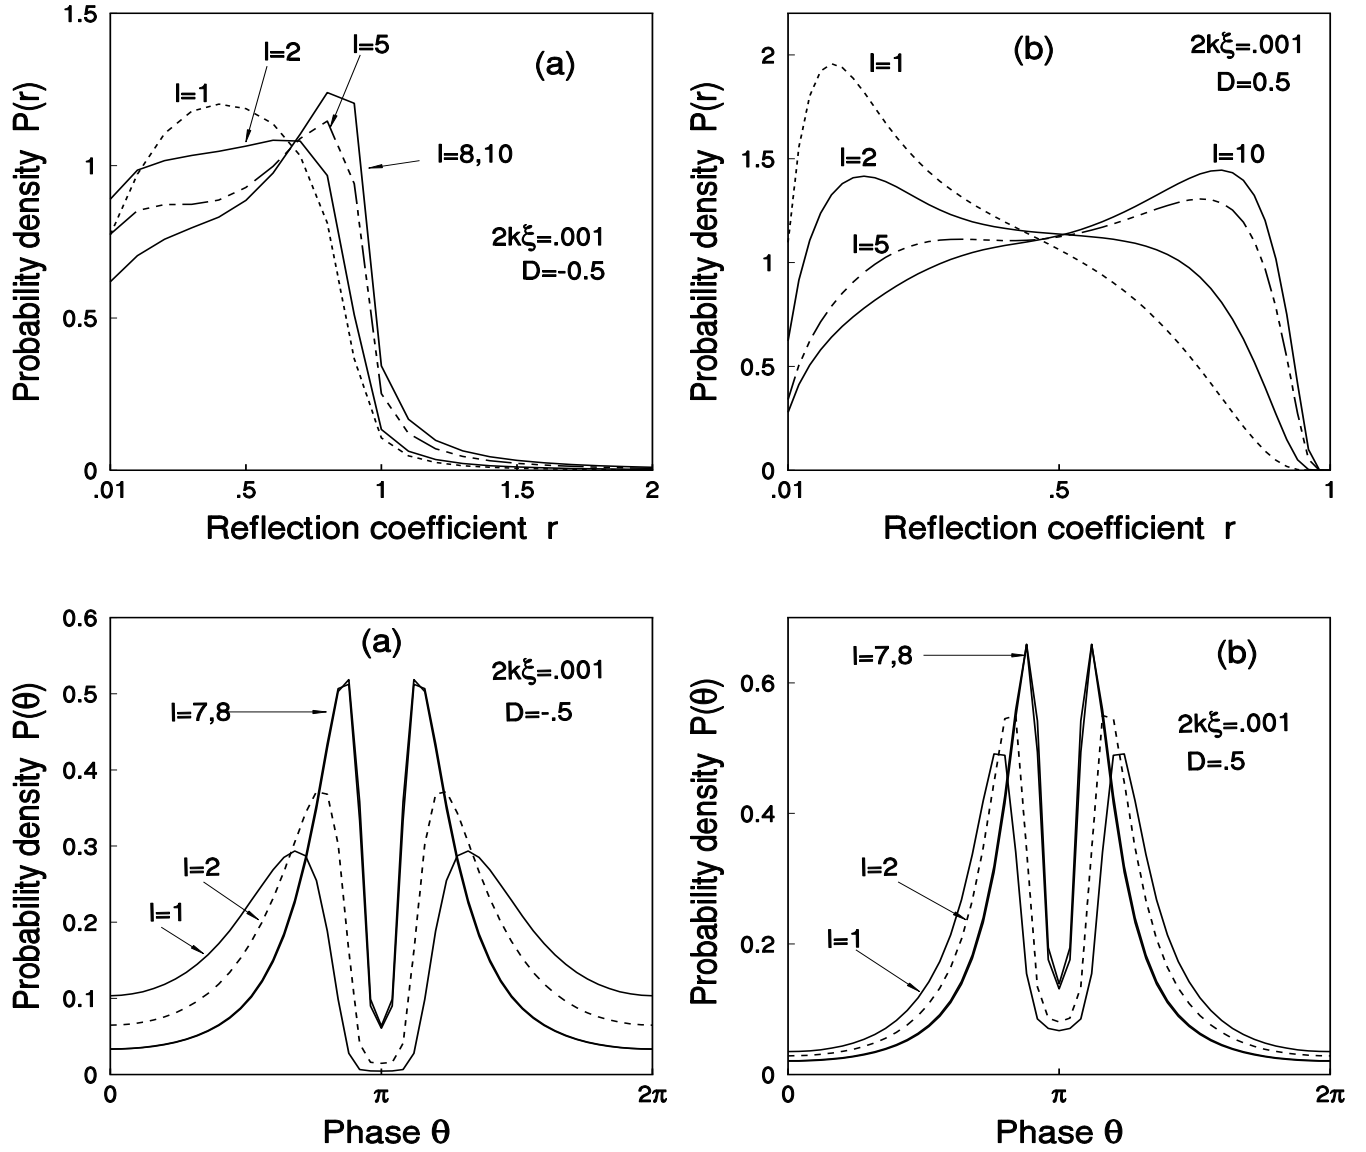 1.5
1
0.5
0
.01
.5
1
1.5
2
Probability density P(r)
Reflection coefficient r
l=1
l=2
l=5
(a)
l=8,10
2kξ=.001
D=-0.5
2
1.5
1
0.5
0
.01
.5
1
Probability density P(r)
Reflection coefficient r
(b)
2kξ=.001
D=0.5
l=1
l=2
l=10
l=5
0.6
0.5
0.4
0.3
0.2
0.1
0
0
π
2π
Probability density P(θ)
Phase θ
(a)
2kξ=.001
D=-.5
l=7,8
l=2
l=1
0.6
0.4
0.2
0
0
π
2π
Probability density P(θ)
Phase θ
l=7,8
(b)
2kξ=.001
D=.5
l=2
l=1